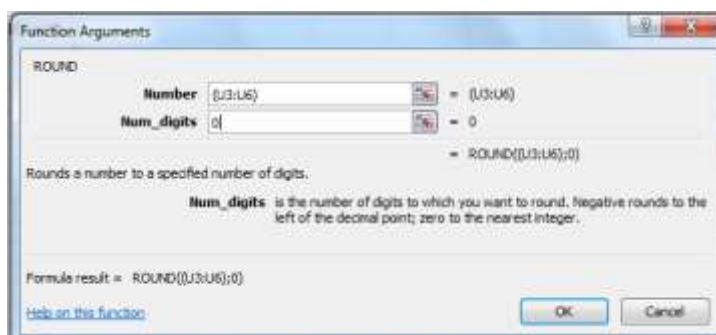 Function Arguments
ROUND
Number (U3:U6) = (U3:U6)
Num_digits 0 = 0
= ROUND((U3:U6);0)
Rounds a number to a specified number of digits.
Num_digits is the number of digits to which you want to round. Negative rounds to the
left of the decimal point; zero to the nearest integer.
Formula result = ROUND((U3:U6);0)
Help on this function OK Cancel